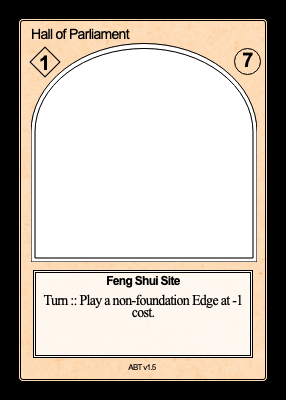 Hall of Parliament
1
7
Feng Shui Site
Turn :: Play a non-foundation Edge at -1
cost.
ABT v1.5